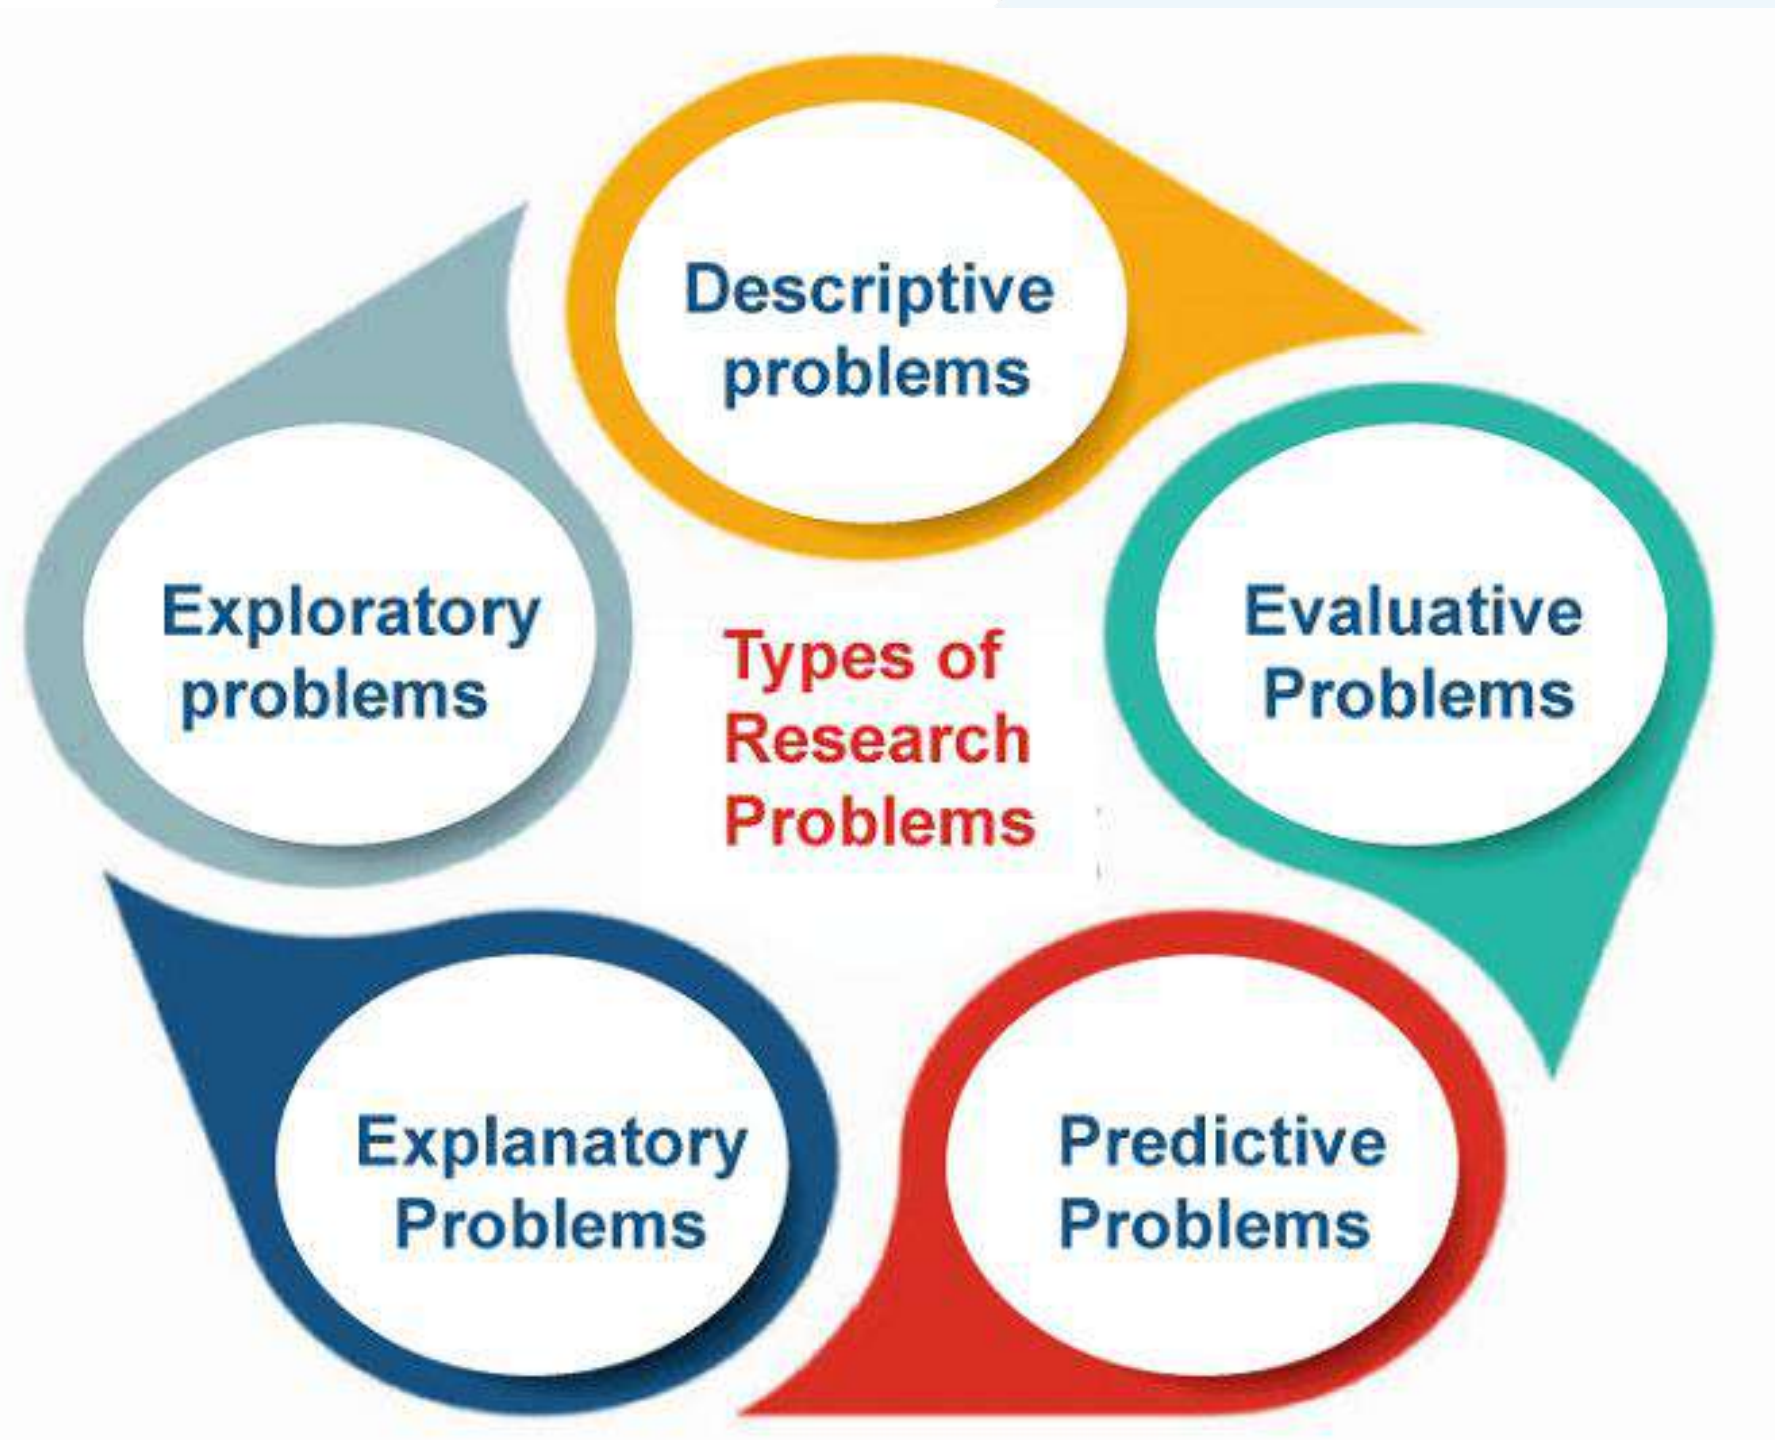 Descriptive
problems
Exploratory
problems
Types of
Research
Problems
Evaluative
Problems
Explanatory
Problems
Predictive
Problems